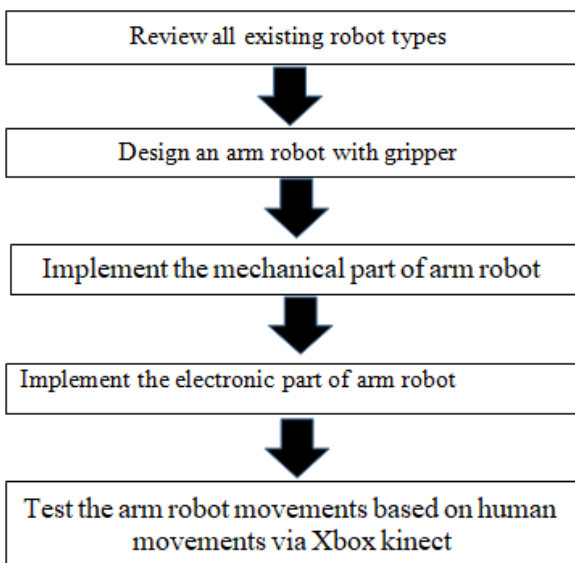 Review all existing robot types
Design an arm robot with gripper
Implement the mechanical part of arm robot
Implement the electronic part of arm robot
Test the arm robot movements based on human
movements via Xbox kinect